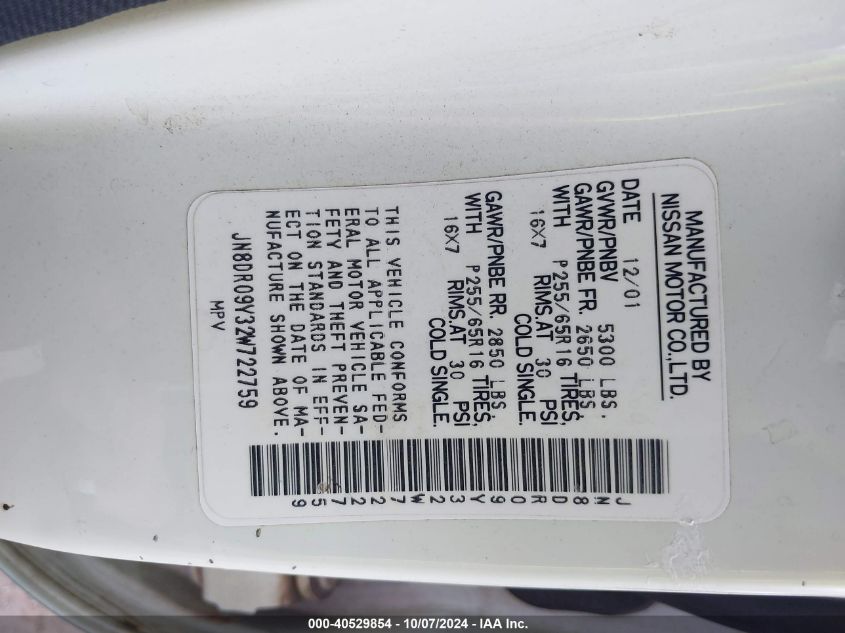 MANUFACTURED BY
NISSAN MOTOR CO.,LTD.
DATE 12/01
GVWR/PNBV 5300 LBS.
GAWR/PNBE FR. 2650 LBS.
WITH P255/65R16 TIRES,
16X7 RIMS.AT 30 PSI
COLD SINGLE.
GAWR/PNBE RR. 2850 LBS.
WITH P255/65R16 TIRES,
16X7 RIMS.AT 30 PSI
COLD SINGLE.
THIS VEHICLE CONFORMS
TO ALL APPLICABLE FED-
ERAL MOTOR VEHICLE SA-
FETY AND THEFT PREVEN-
TION STANDARDS IN EFF-
ECT ON THE DATE OF MA-
NUFACTURE SHOWN ABOVE.
JN8DR09Y32W722759
MPV
JN8DR09Y32W722759
000-40529854 - 10/07/2024 - IAA Inc.